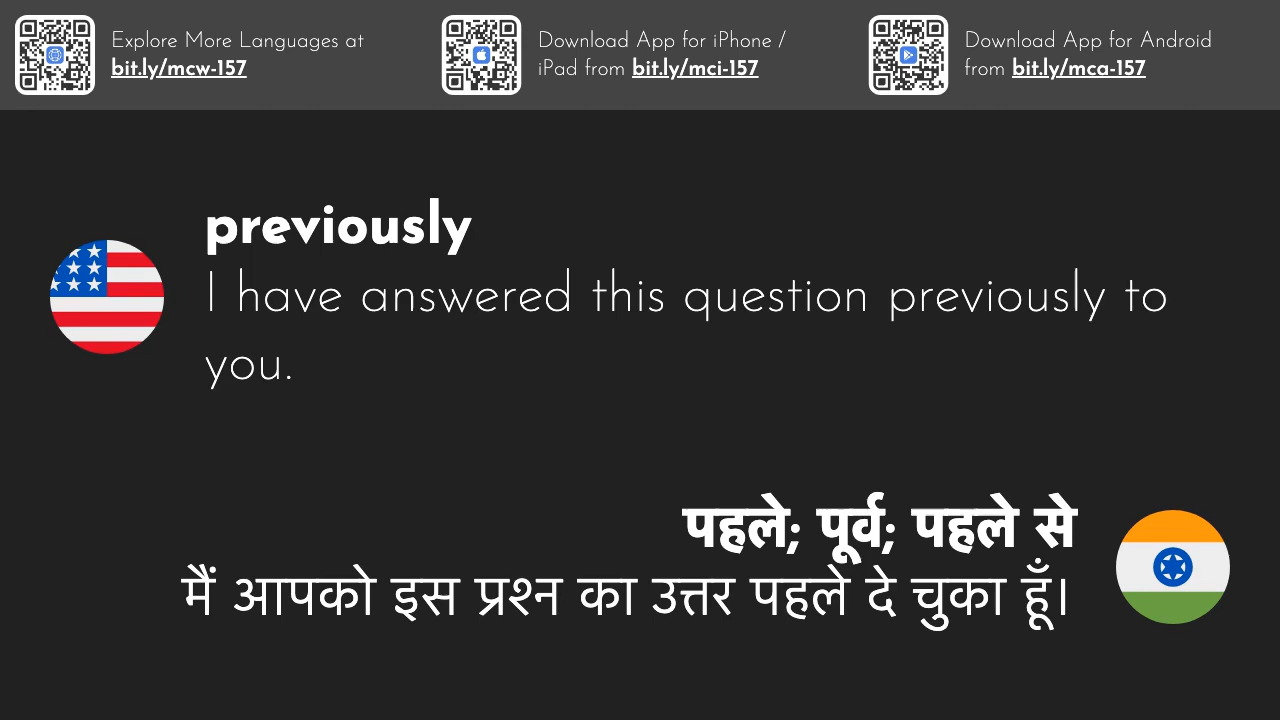 Explore More Languages at
bit.ly/mcw-157
Download App for iPhone /
iPad from bit.ly/mci-157
Download App for Android
from bit.ly/mca-157
previously
I have answered this question previously to
you.
पहले; पूर्व; पहले से
मैं आपको इस प्रश्न का उत्तर पहले दे चुका हूँ।